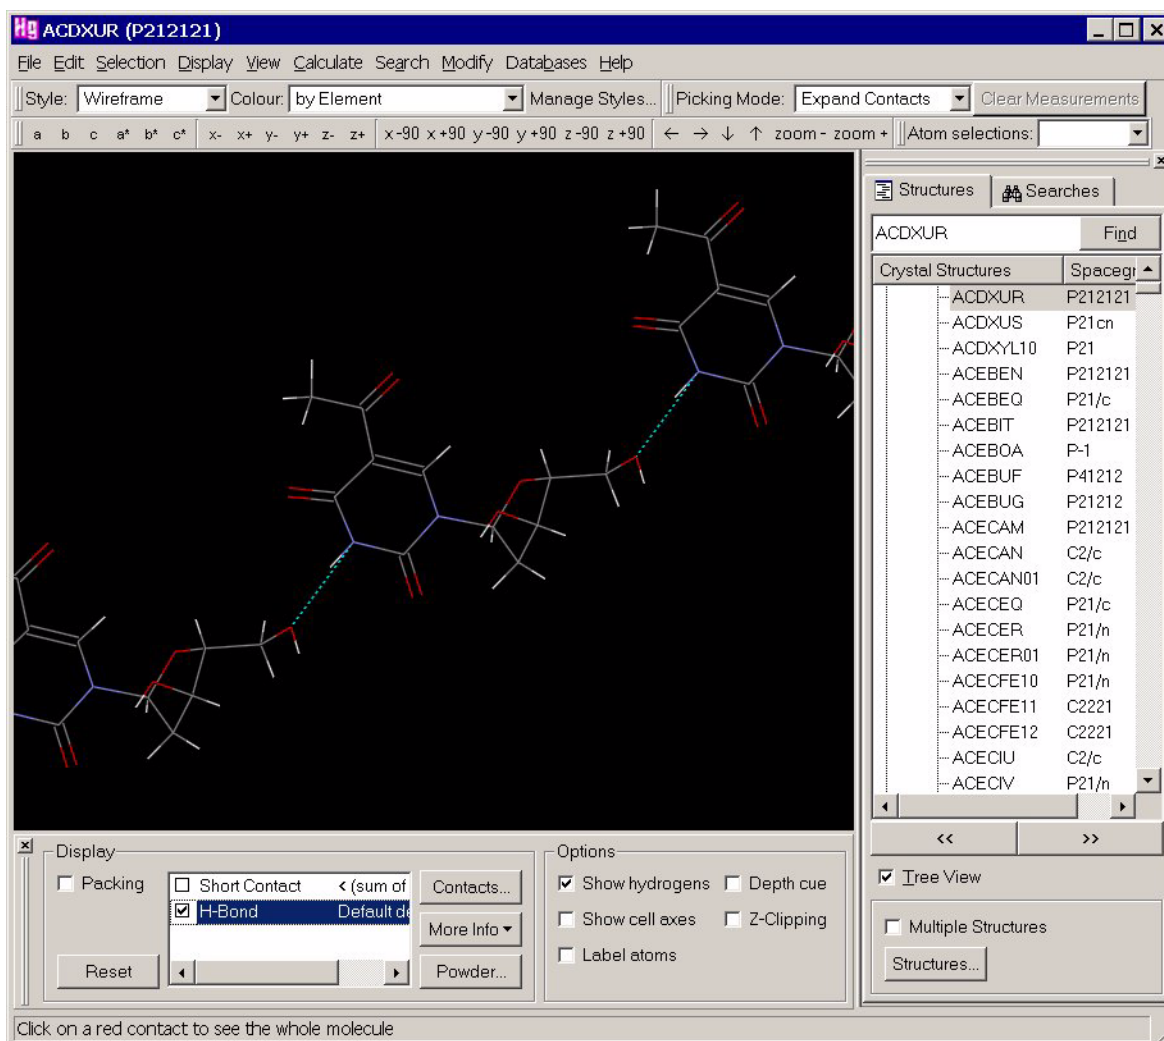 Hg ACDXUR (P212121)
File Edit Selection Display View Calculate Search Modify Databases Help
Style: Wireframe Colour: by Element Manage Styles... Picking Mode: Expand Contacts Clear Measurements
a b c a* b* c* x- x+ y- y+ z- z+ x-90 x+90 y-90 y+90 z-90 z+90 ← → ↓ ↑ zoom- zoom+ Atom selections:
Structures Searches
ACDXUR Find
Crystal Structures Spacegr
ACDXUR P212121
ACDXUS P21cn
ACDXYL10 P21
ACEBEN P212121
ACEBEQ P21/c
ACEBIT P212121
ACEBOA P-1
ACEBUF P41212
ACEBUG P21212
ACECAM P212121
ACECAN C2/c
ACECAN01 C2/c
ACECEQ P21/c
ACECER P21/n
ACECER01 P21/n
ACECFE10 P21/n
ACECFE11 C2221
ACECFE12 C2221
ACECIU C2/c
ACECIV P21/n
<< >>
Tree View
Multiple Structures
Structures...
Display
Packing
Short Contact < (sum of
H-Bond Default de
Reset
Contacts...
More Info
Powder...
Options
Show hydrogens Depth cue
Show cell axes Z-Clipping
Label atoms
Click on a red contact to see the whole molecule